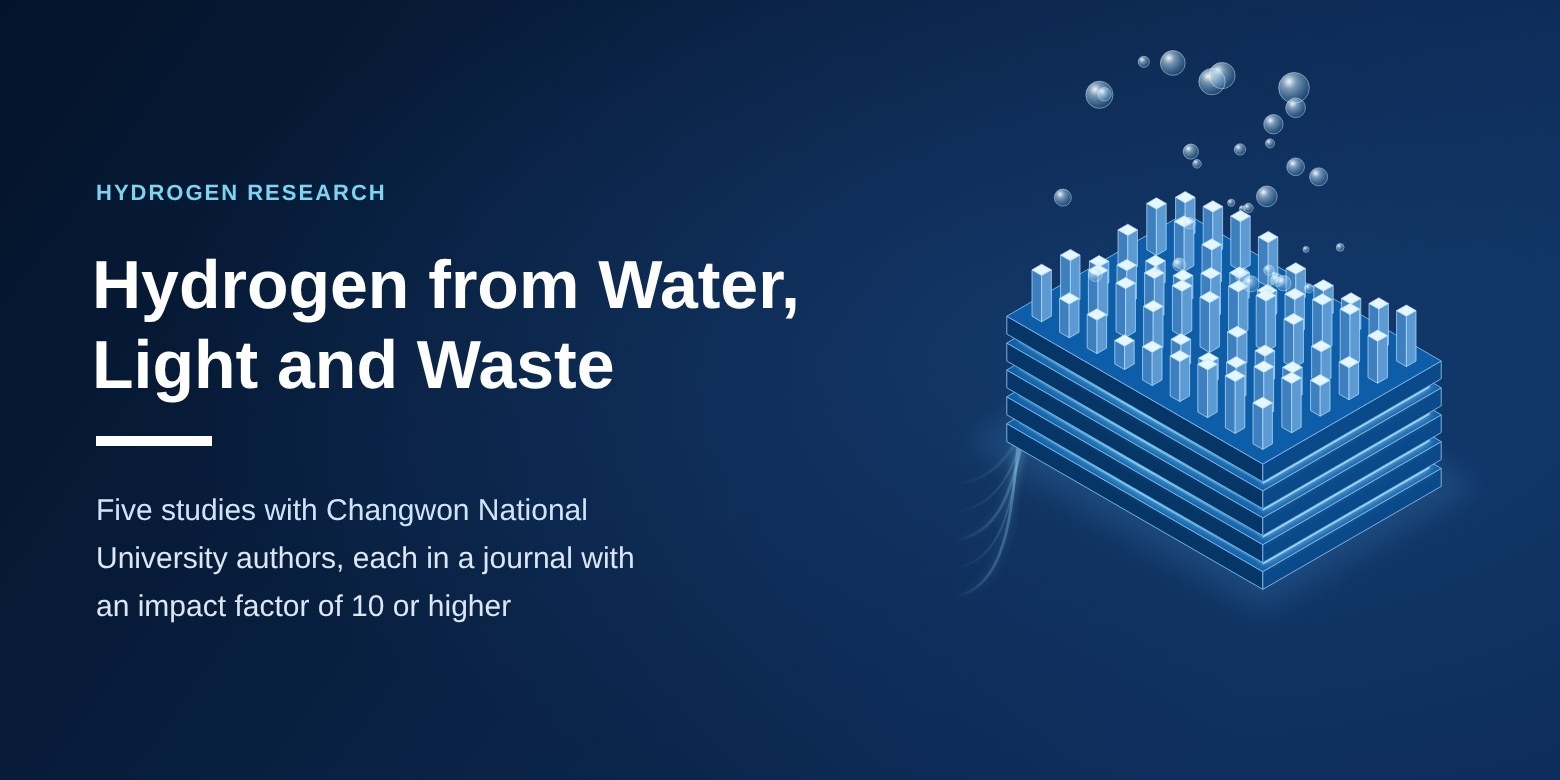 HYDROGEN RESEARCH
Hydrogen from Water,
Light and Waste
Five studies with Changwon National
University authors, each in a journal with
an impact factor of 10 or higher